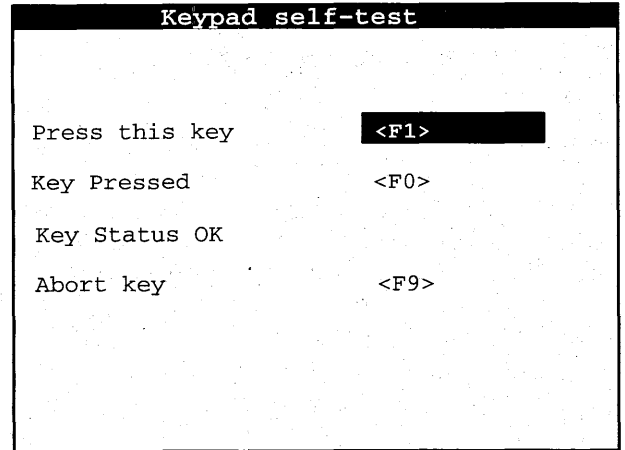 Keypad self-test
Press this key <F1>
Key Pressed <F0>
Key Status OK
Abort key <F9>